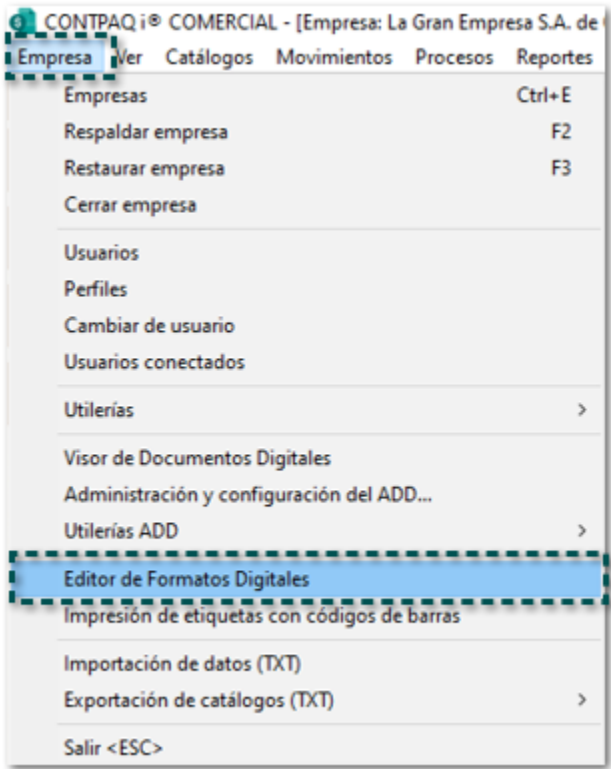 CONTPAQ i® COMERCIAL - [Empresa: La Gran Empresa S.A. de
Empresa Ver Catálogos Movimientos Procesos Reportes
Empresas Ctrl+E
Respaldar empresa F2
Restaurar empresa F3
Cerrar empresa
Usuarios
Perfiles
Cambiar de usuario
Usuarios conectados
Utilerías >
Visor de Documentos Digitales
Administración y configuración del ADD...
Utilerías ADD >
Editor de Formatos Digitales
Impresión de etiquetas con códigos de barras
Importación de datos (TXT)
Exportación de catálogos (TXT) >
Salir <ESC>